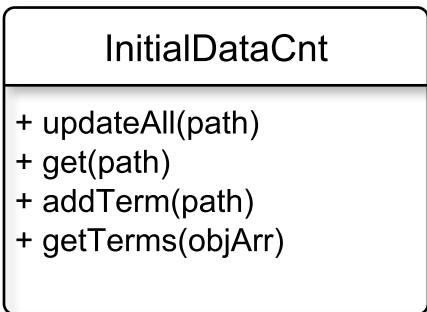 InitialDataCnt
+ updateAll(path)
+ get(path)
+ addTerm(path)
+ getTerms(objArr)